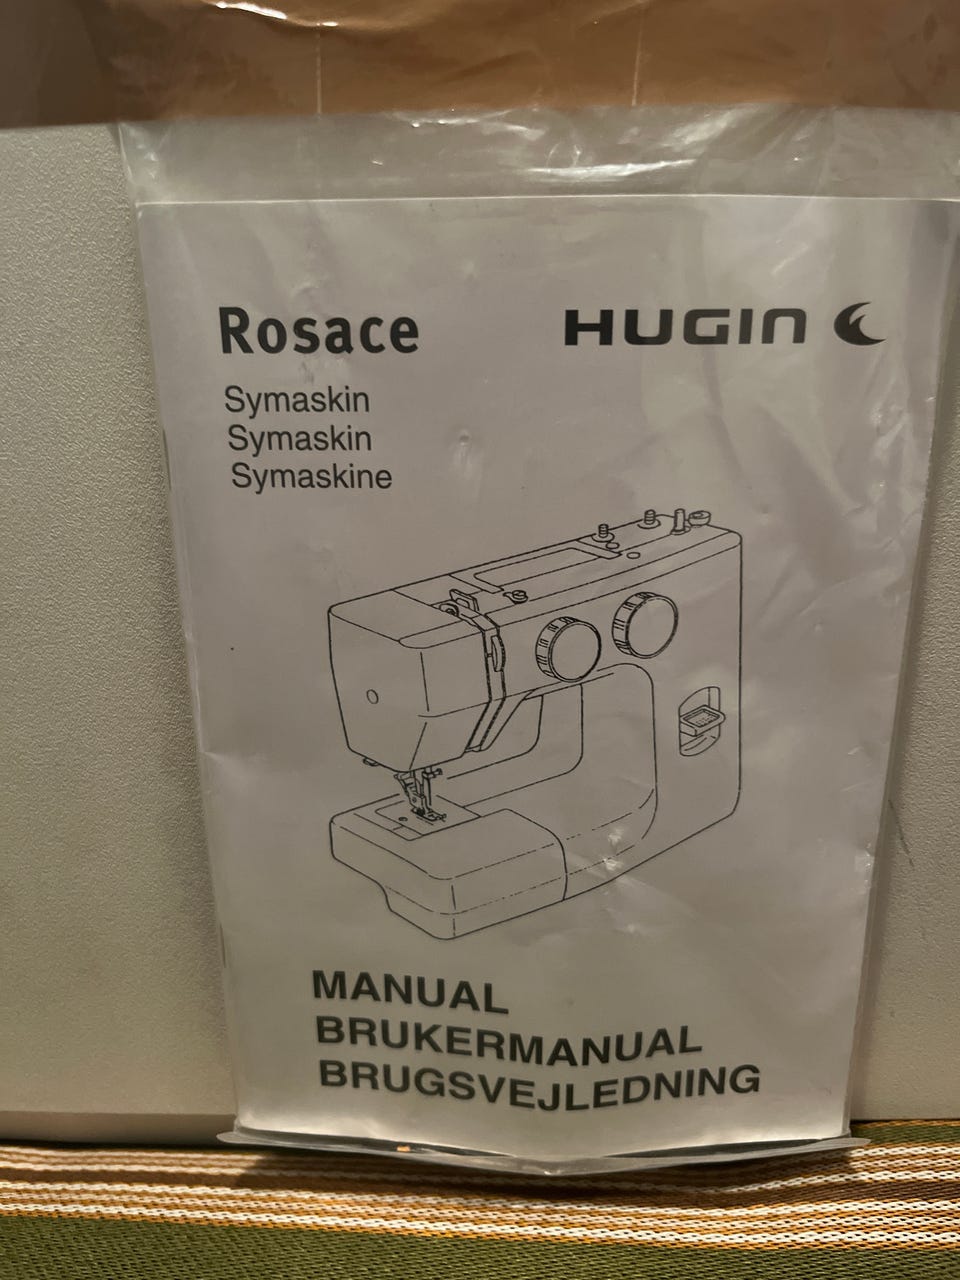 Rosace
HUGIN
Symaskin
Symaskin
Symaskine
MANUAL
BRUKERMANUAL
BRUGSVEJLEDNING